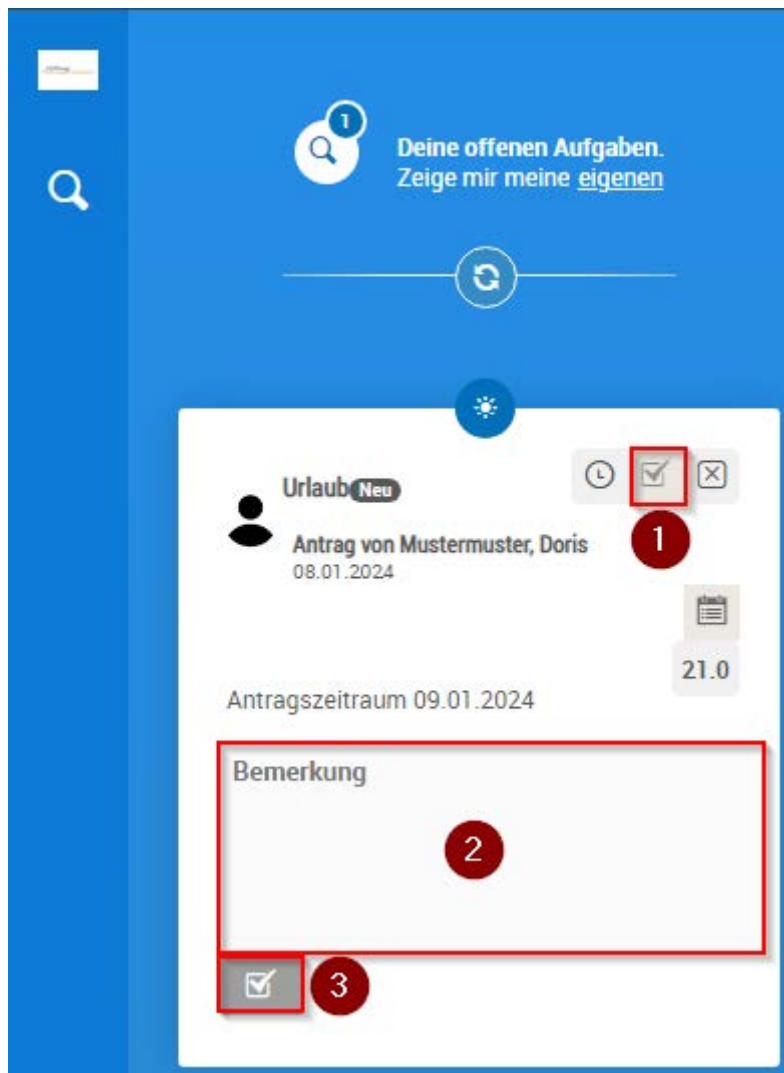 1
Deine offenen Aufgaben.
Zeige mir meine eigenen
Urlaub Neu
1
Antrag von Mustermuster, Doris
08.01.2024
21.0
Antragszeitraum 09.01.2024
Bemerkung
2
3